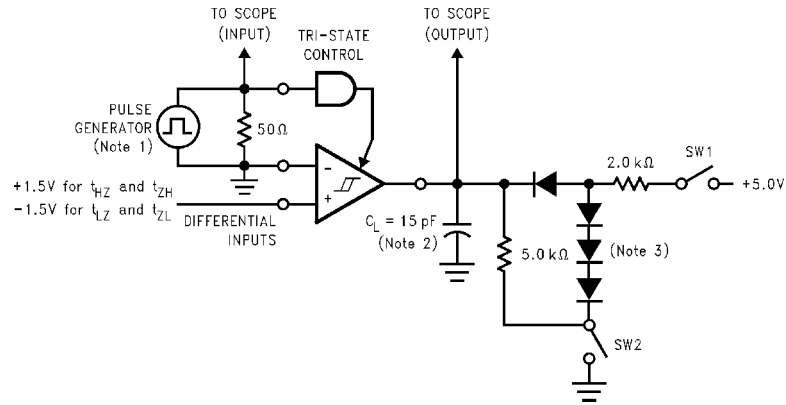 TO SCOPE
(INPUT)
TO SCOPE
(OUTPUT)
TRI-STATE
CONTROL
PULSE
GENERATOR
(Note 1)
50Ω
2.0 kΩ
SW1
+5.0V
+1.5V for tHZ and tZH
−1.5V for tLZ and tZL
DIFFERENTIAL
INPUTS
−
+
CL = 15 pF
(Note 2)
5.0 kΩ
(Note 3)
SW2